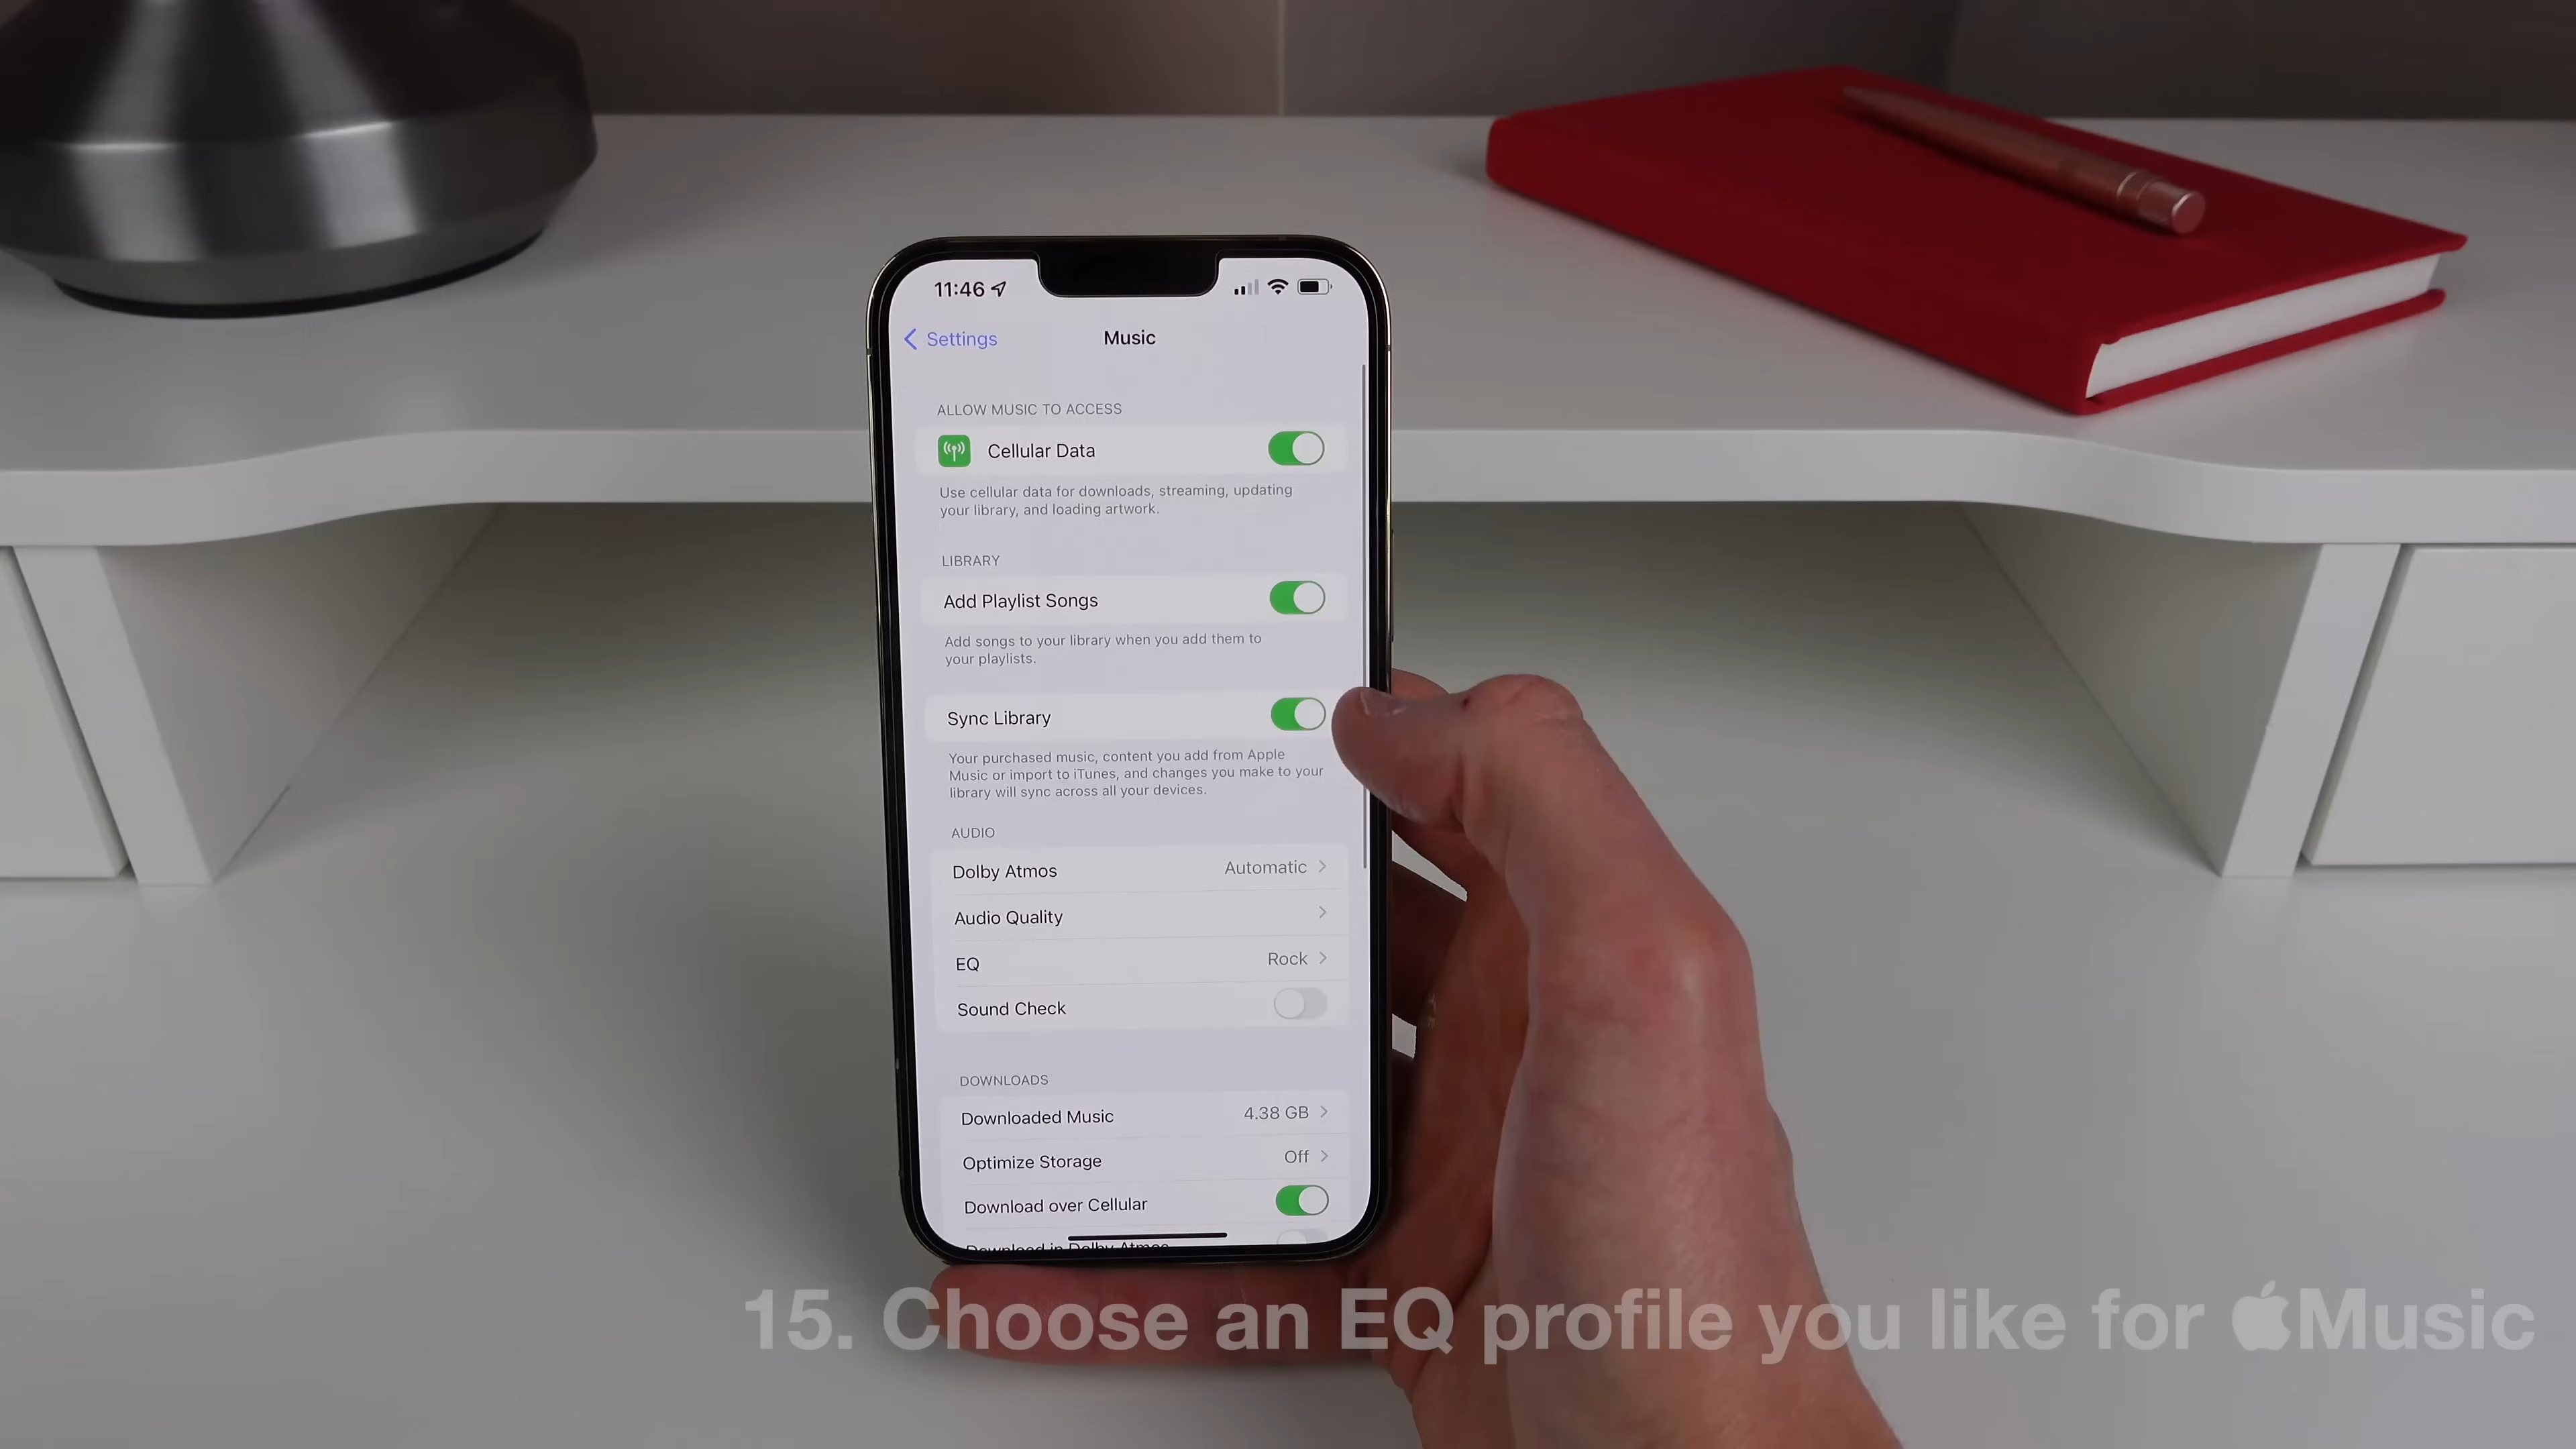 11:46
Settings
Music
ALLOW MUSIC TO ACCESS
Cellular Data
Use cellular data for downloads, streaming, updating
your library, and loading artwork.
LIBRARY
Add Playlist Songs
Add songs to your library when you add them to
your playlists.
Sync Library
Your purchased music, content you add from Apple
Music or import to iTunes, and changes you make to your
library will sync across all your devices.
AUDIO
Dolby Atmos Automatic
Audio Quality
EQ Rock
Sound Check
DOWNLOADS
Downloaded Music 4.38 GB
Optimize Storage Off
Download over Cellular
Download in Dolby Atmos
15. Choose an EQ profile you like for Music